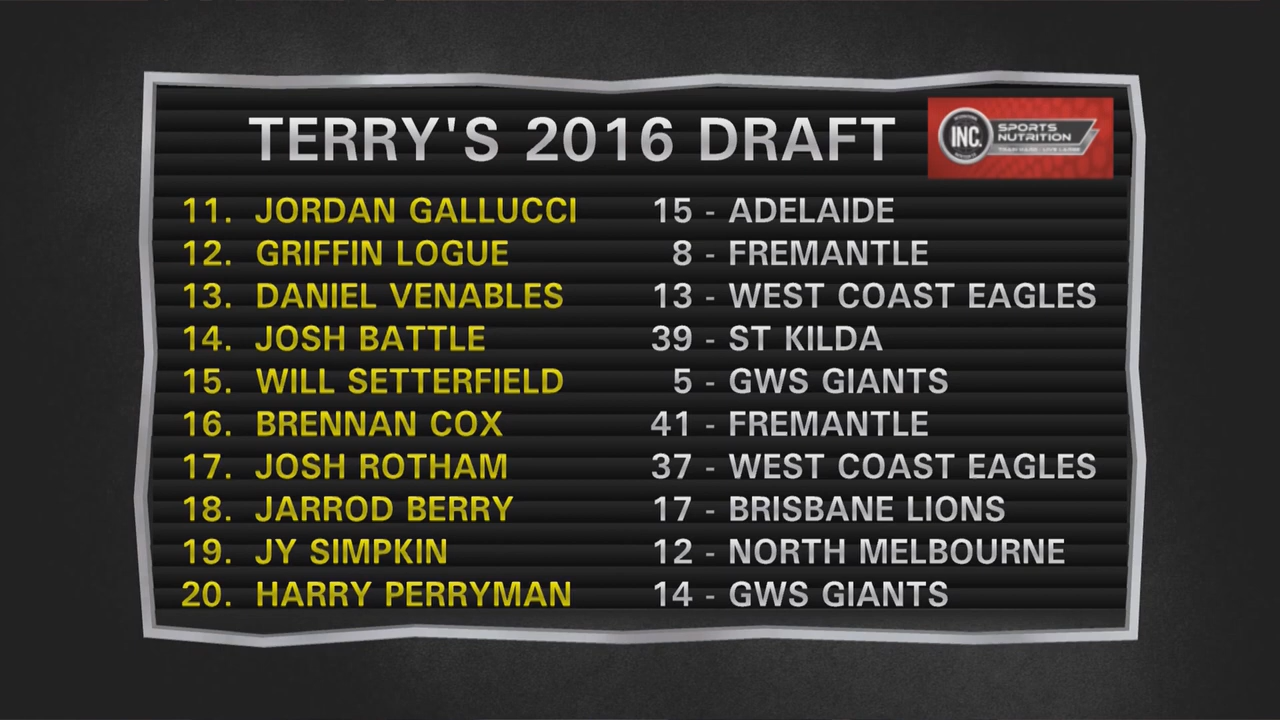 TERRY'S 2016 DRAFT
INC.
SPORTS
NUTRITION
11. JORDAN GALLUCCI 15 - ADELAIDE
12. GRIFFIN LOGUE 8 - FREMANTLE
13. DANIEL VENABLES 13 - WEST COAST EAGLES
14. JOSH BATTLE 39 - ST KILDA
15. WILL SETTERFIELD 5 - GWS GIANTS
16. BRENNAN COX 41 - FREMANTLE
17. JOSH ROTHAM 37 - WEST COAST EAGLES
18. JARROD BERRY 17 - BRISBANE LIONS
19. JY SIMPKIN 12 - NORTH MELBOURNE
20. HARRY PERRYMAN 14 - GWS GIANTS